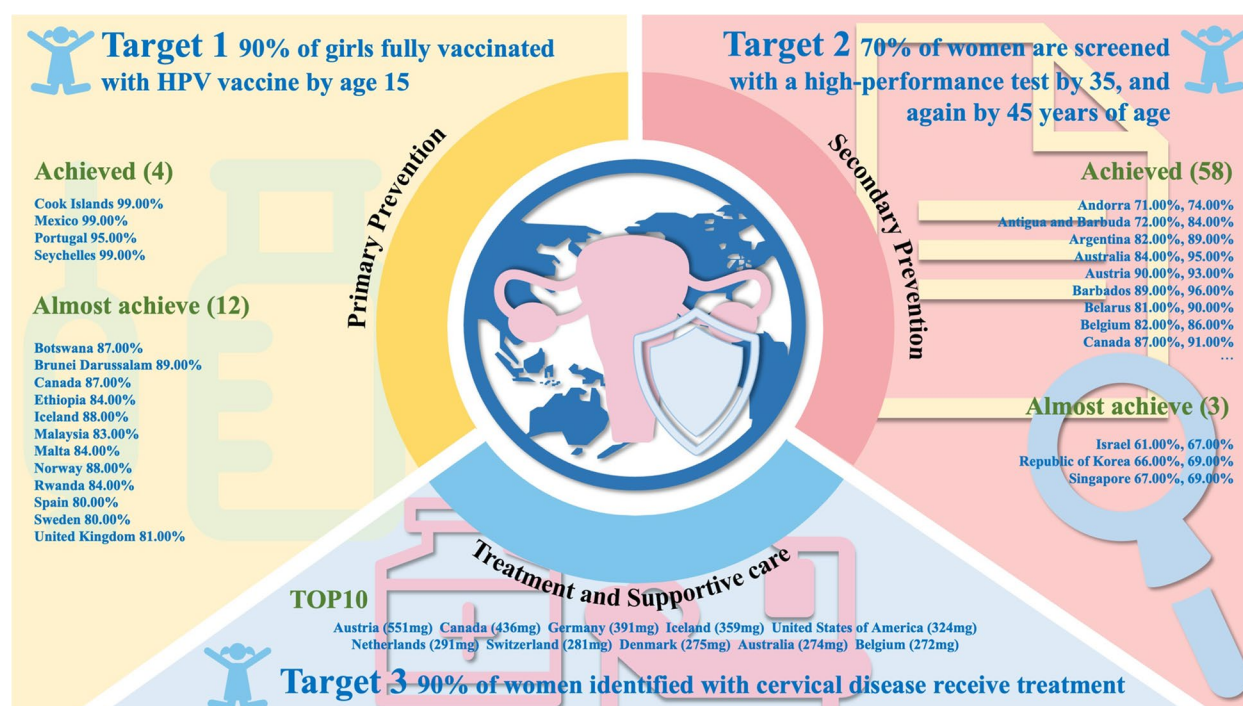 Target 1 90% of girls fully vaccinated
with HPV vaccine by age 15
Achieved (4)
Cook Islands 99.00%
Mexico 99.00%
Portugal 95.00%
Seychelles 99.00%
Almost achieve (12)
Botswana 87.00%
Brunei Darussalam 89.00%
Canada 87.00%
Ethiopia 84.00%
Iceland 88.00%
Malaysia 83.00%
Malta 84.00%
Norway 88.00%
Rwanda 84.00%
Spain 80.00%
Sweden 80.00%
United Kingdom 81.00%
Primary Prevention
Target 2 70% of women are screened
with a high-performance test by 35, and
again by 45 years of age
Secondary Prevention
Achieved (58)
Andorra 71.00%, 74.00%
Antigua and Barbuda 72.00%, 84.00%
Argentina 82.00%, 89.00%
Australia 84.00%, 95.00%
Austria 90.00%, 93.00%
Barbados 89.00%, 96.00%
Belarus 81.00%, 90.00%
Belgium 82.00%, 86.00%
Canada 87.00%, 91.00%
...
Almost achieve (3)
Israel 61.00%, 67.00%
Republic of Korea 66.00%, 69.00%
Singapore 67.00%, 69.00%
Treatment and Supportive care
TOP10
Austria (551mg) Canada (436mg) Germany (391mg) Iceland (359mg) United States of America (324mg)
Netherlands (291mg) Switzerland (281mg) Denmark (275mg) Australia (274mg) Belgium (272mg)
Target 3 90% of women identified with cervical disease receive treatment